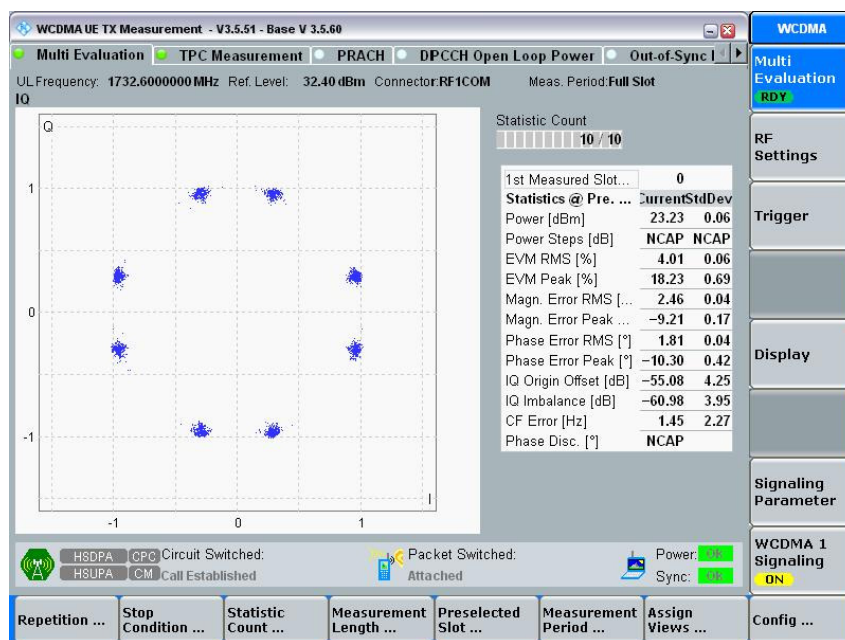 WCDMA UE TX Measurement - V3.5.51 - Base V 3.5.60
WCDMA
Multi Evaluation
TPC Measurement
PRACH
DPCCH Open Loop Power
Out-of-Sync
UL Frequency: 1732.6000000 MHz Ref. Level: 32.40 dBm Connector: RF1COM Meas. Period: Full Slot
IQ
Q
1
0
-1
-1 0 1
I
Statistic Count
10 / 10
1st Measured Slot... 0
Statistics @ Pre. ... Current StdDev
Power [dBm] 23.23 0.06
Power Steps [dB] NCAP NCAP
EVM RMS [%] 4.01 0.06
EVM Peak [%] 18.23 0.69
Magn. Error RMS [... 2.46 0.04
Magn. Error Peak ... −9.21 0.17
Phase Error RMS [°] 1.81 0.04
Phase Error Peak [°] −10.30 0.42
IQ Origin Offset [dB] −55.08 4.25
IQ Imbalance [dB] −60.98 3.95
CF Error [Hz] 1.45 2.27
Phase Disc. [°] NCAP
Multi
Evaluation
RDY
RF
Settings
Trigger
Display
Signaling
Parameter
WCDMA 1
Signaling
ON
HSDPA CPC Circuit Switched:
HSUPA CM Call Established
Packet Switched:
Attached
Power: OK
Sync: OK
Repetition ...
Stop
Condition ...
Statistic
Count ...
Measurement
Length ...
Preselected
Slot ...
Measurement
Period ...
Assign
Views ...
Config ...